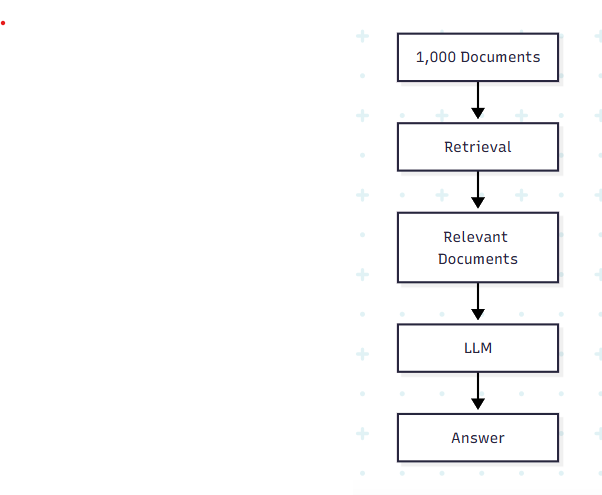 1,000 Documents
Retrieval
Relevant
Documents
LLM
Answer